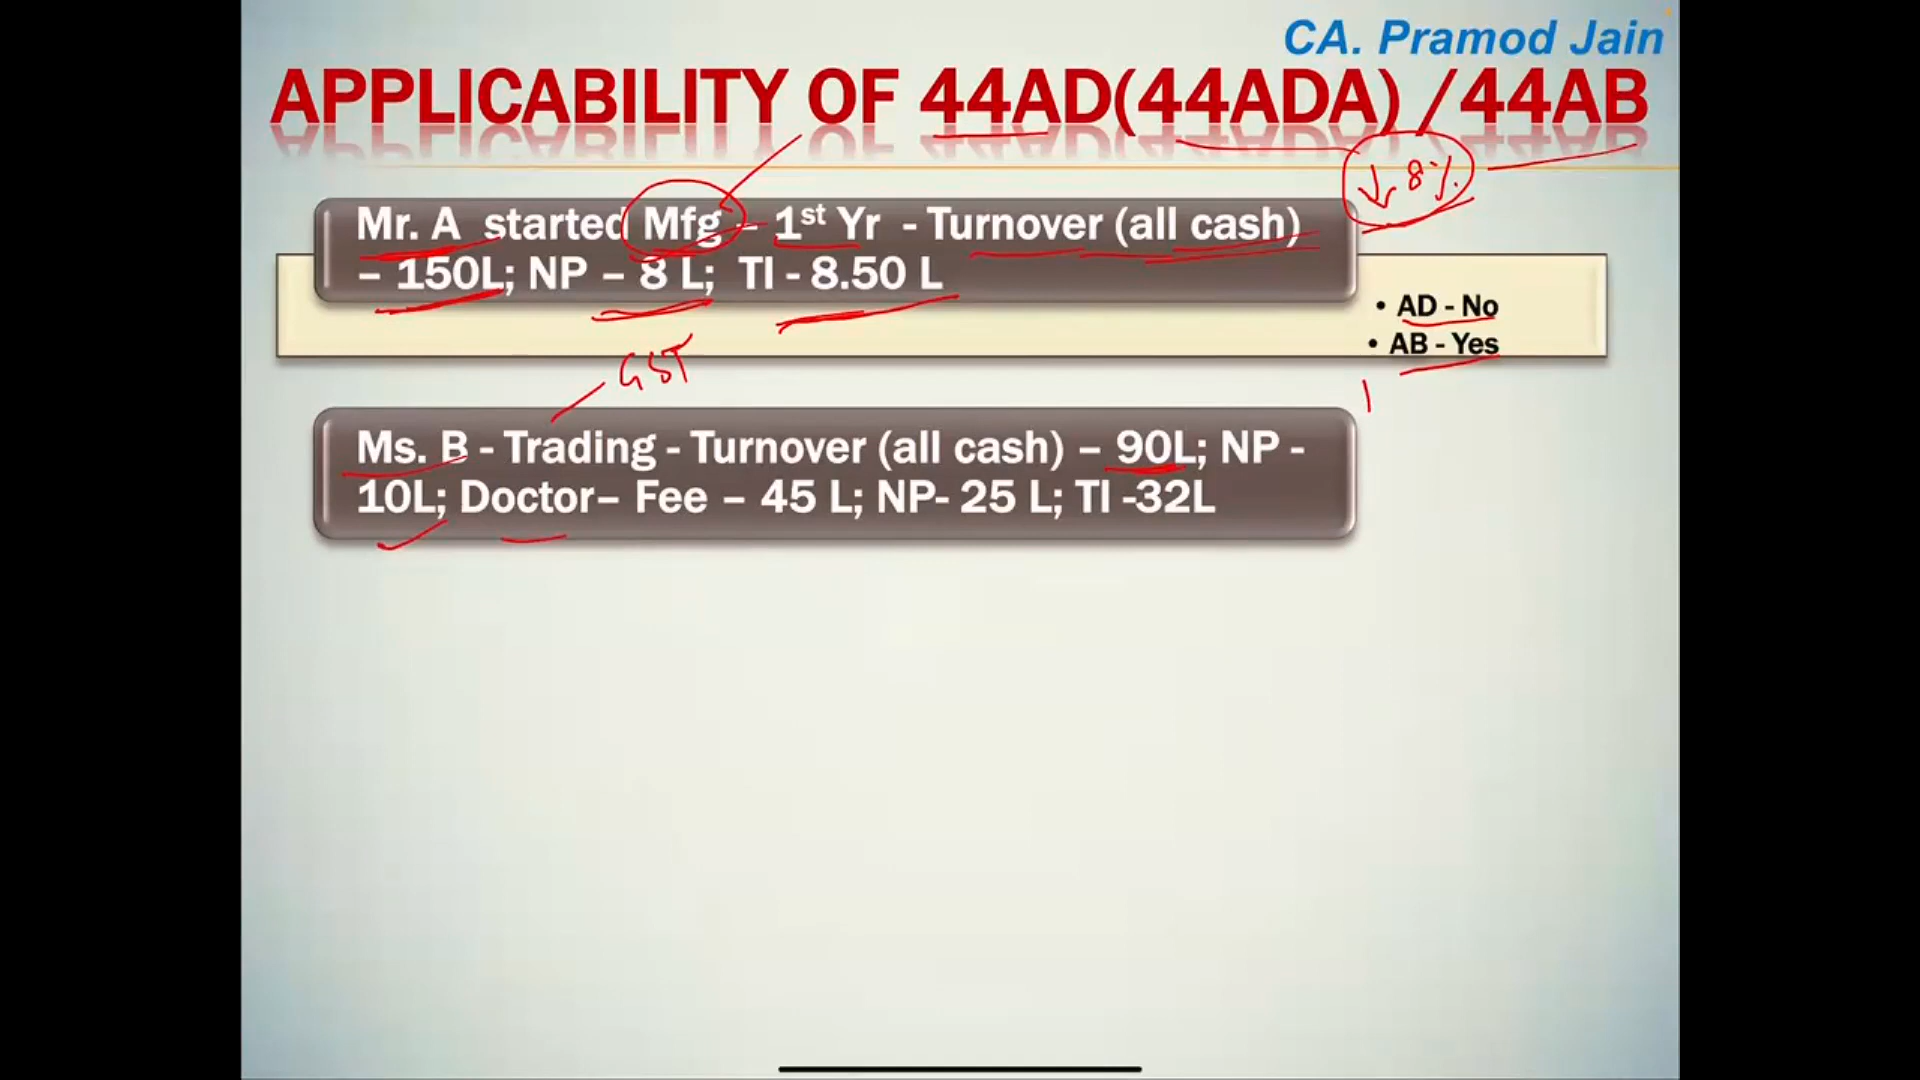 CA. Pramod Jain
APPLICABILITY OF 44AD(44ADA) /44AB
↓ 8%
Mr. A started Mfg – 1st Yr - Turnover (all cash)
– 150L; NP – 8 L; TI - 8.50 L
• AD - No
• AB - Yes
GST
Ms. B - Trading - Turnover (all cash) – 90L; NP -
10L; Doctor– Fee – 45 L; NP- 25 L; TI -32L